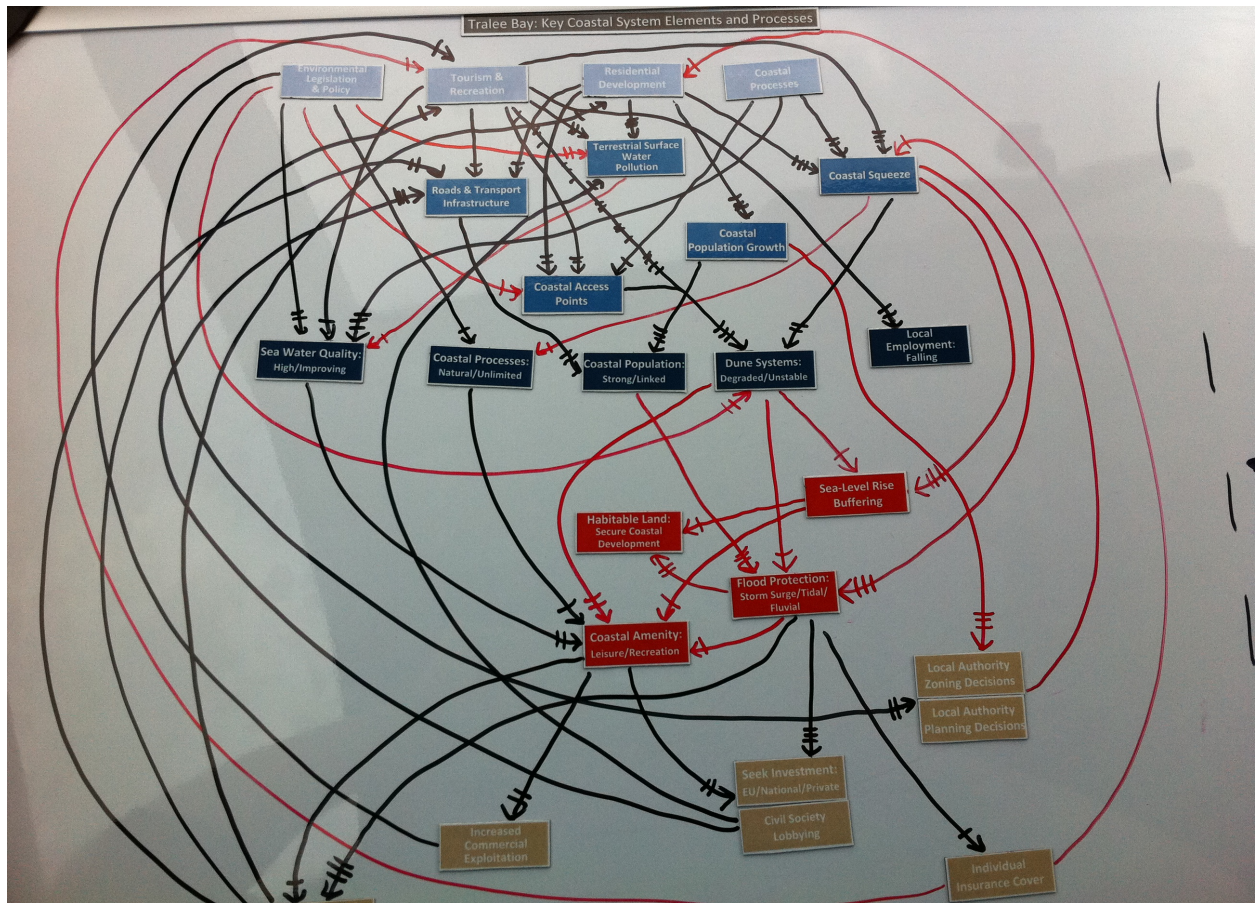 Tralee Bay: Key Coastal System Elements and Processes
Environmental
Legislation
& Policy
Tourism &
Recreation
Residential
Development
Coastal
Processes
Terrestrial Surface
Water
Pollution
Coastal Squeeze
Roads & Transport
Infrastructure
Coastal
Population Growth
Coastal Access
Points
Sea Water Quality:
High/Improving
Coastal Processes:
Natural/Unlimited
Coastal Population:
Strong/Linked
Dune Systems:
Degraded/Unstable
Local
Employment:
Falling
Sea-Level Rise
Buffering
Habitable Land:
Secure Coastal
Development
Flood Protection:
Storm Surge/Tidal/
Fluvial
Coastal Amenity:
Leisure/Recreation
Local Authority
Zoning Decisions
Local Authority
Planning Decisions
Seek Investment:
EU/National/Private
Civil Society
Lobbying
Increased
Commercial
Exploitation
Individual
Insurance Cover